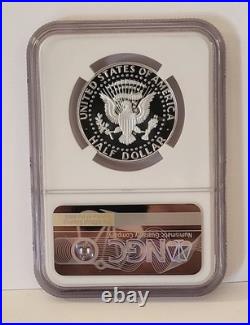 UNITED STATES OF AMERICA
HALF DOLLAR
NGC
Numismatic Guaranty Company